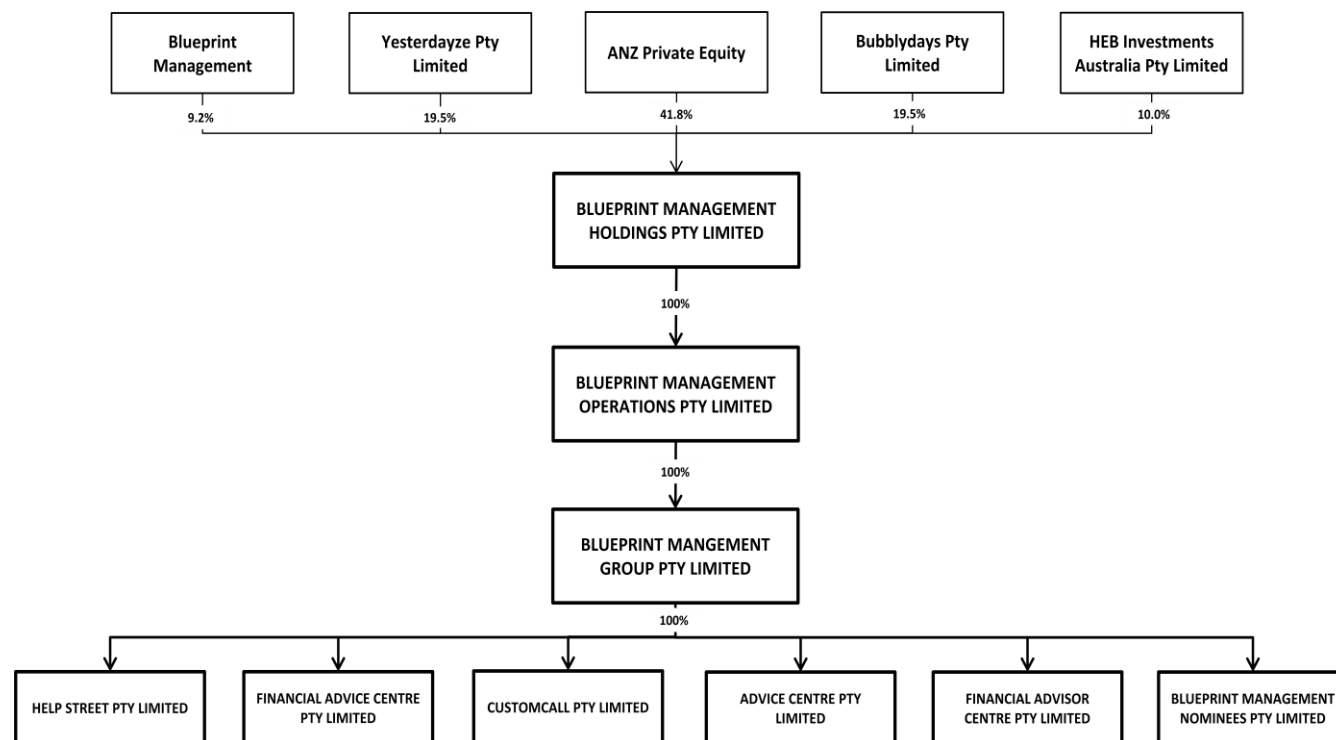 Blueprint
Management
Yesterdayze Pty
Limited
ANZ Private Equity
Bubblydays Pty
Limited
HEB Investments
Australia Pty Limited
9.2%
19.5%
41.8%
19.5%
10.0%
BLUEPRINT MANAGEMENT
HOLDINGS PTY LIMITED
100%
BLUEPRINT MANAGEMENT
OPERATIONS PTY LIMITED
100%
BLUEPRINT MANGEMENT
GROUP PTY LIMITED
100%
HELP STREET PTY LIMITED
FINANCIAL ADVICE CENTRE
PTY LIMITED
CUSTOMCALL PTY LIMITED
ADVICE CENTRE PTY
LIMITED
FINANCIAL ADVISOR
CENTRE PTY LIMITED
BLUEPRINT MANAGEMENT
NOMINEES PTY LIMITED